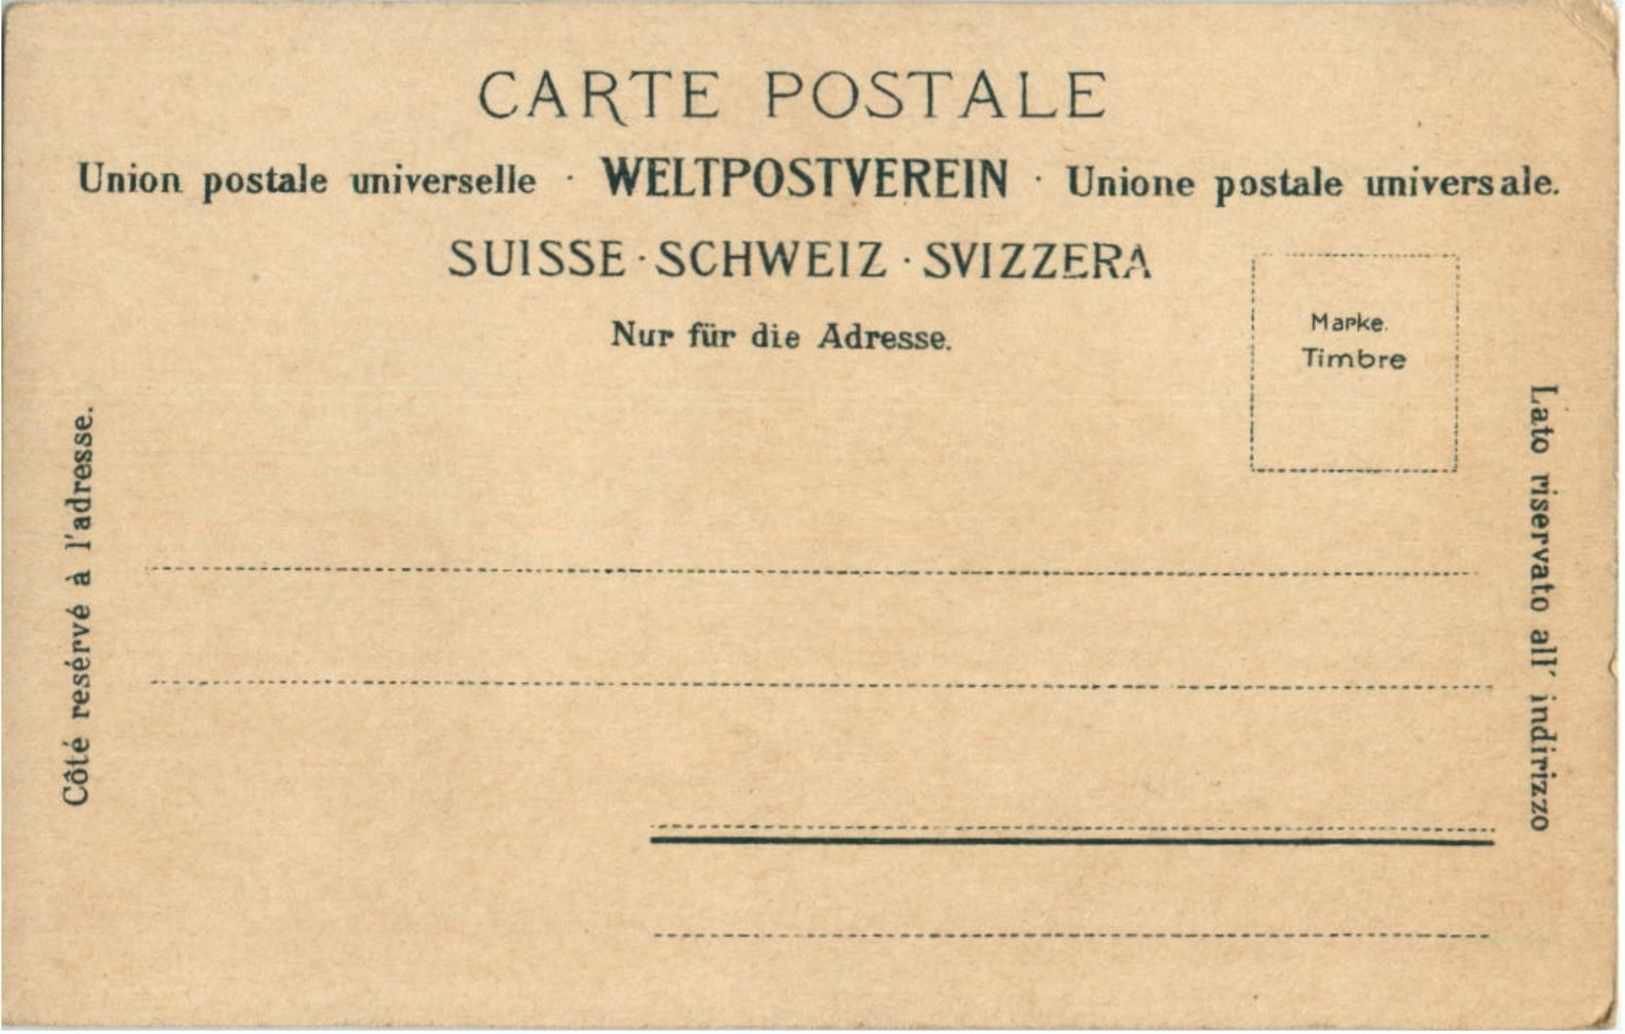 CARTE POSTALE
Union postale universelle · WELTPOSTVEREIN · Unione postale universale.
SUISSE · SCHWEIZ · SVIZZERA
Nur für die Adresse.
Marke.
Timbre
Côté resérvé à l'adresse.
Lato riservato all' indirizzo